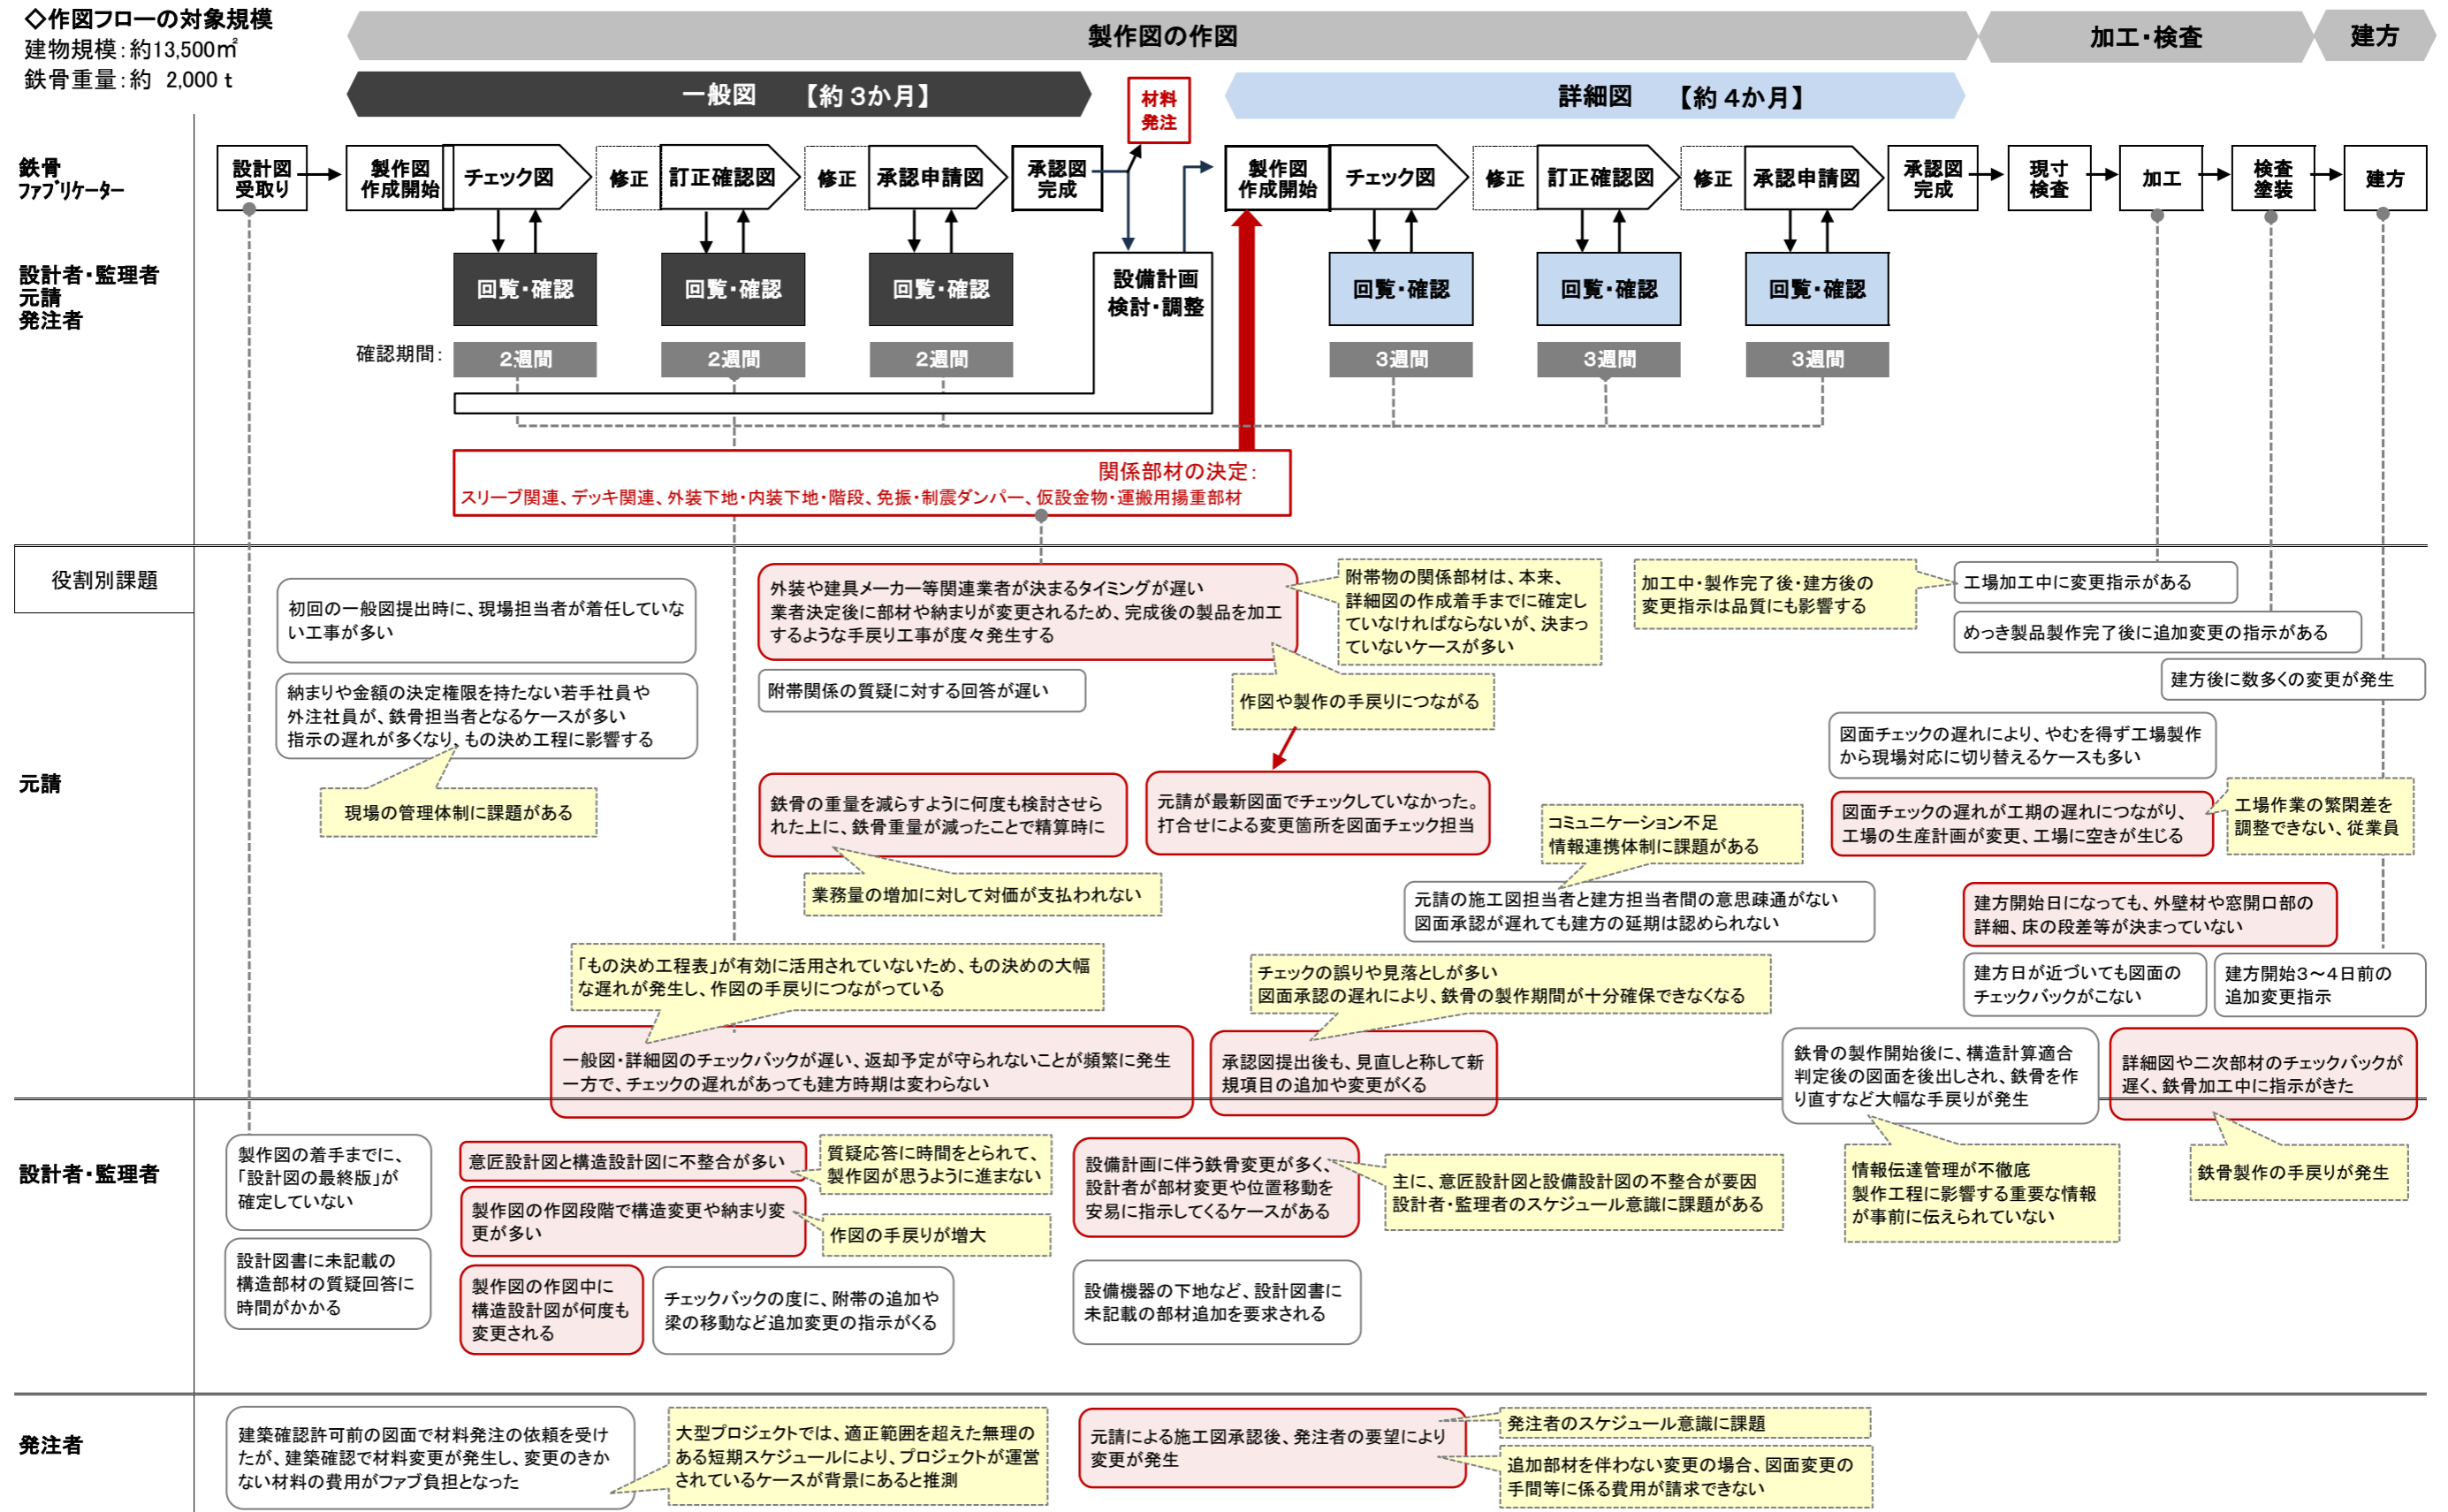 ◇作図フローの対象規模
建物規模：約13,500㎡
鉄骨重量：約 2,000 t
製作図の作図
加工・検査
建方
一般図 【約 3か月】
材料
発注
詳細図 【約 4か月】
鉄骨
ファブリケーター
設計図
受取り
製作図
作成開始
チェック図
修正
訂正確認図
修正
承認申請図
承認図
完成
製作図
作成開始
チェック図
修正
訂正確認図
修正
承認申請図
承認図
完成
現寸
検査
加工
検査
塗装
建方
設計者・監理者
元請
発注者
回覧・確認
回覧・確認
回覧・確認
設備計画
検討・調整
回覧・確認
回覧・確認
回覧・確認
確認期間：
2週間
2週間
2週間
3週間
3週間
3週間
関係部材の決定：
スリーブ関連、デッキ関連、外装下地・内装下地・階段、免振・制震ダンパー、仮設金物・運搬用揚重部材
役割別課題
元請
初回の一般図提出時に、現場担当者が着任していな
い工事が多い
納まりや金額の決定権限を持たない若手社員や
外注社員が、鉄骨担当者となるケースが多い
指示の遅れが多くなり、もの決め工程に影響する
現場の管理体制に課題がある
外装や建具メーカー等関連業者が決まるタイミングが遅い
業者決定後に部材や納まりが変更されるため、完成後の製品を加工
するような手戻り工事が度々発生する
附帯物の関係部材は、本来、
詳細図の作成着手までに確定し
ていなければならないが、決まっ
ていないケースが多い
附帯関係の質疑に対する回答が遅い
作図や製作の手戻りにつながる
加工中・製作完了後・建方後の
変更指示は品質にも影響する
工場加工中に変更指示がある
めっき製品製作完了後に追加変更の指示がある
建方後に数多くの変更が発生
図面チェックの遅れにより、やむを得ず工場製作
から現場対応に切り替えるケースも多い
鉄骨の重量を減らすように何度も検討させら
れた上に、鉄骨重量が減ったことで精算時に
業務量の増加に対して対価が支払われない
元請が最新図面でチェックしていなかった。
打合せによる変更箇所を図面チェック担当
コミュニケーション不足
情報連携体制に課題がある
元請の施工図担当者と建方担当者間の意思疎通がない
図面承認が遅れても建方の延期は認められない
図面チェックの遅れが工期の遅れにつながり、
工場の生産計画が変更、工場に空きが生じる
工場作業の繁閑差を
調整できない、従業員
建方開始日になっても、外壁材や窓開口部の
詳細、床の段差等が決まっていない
建方日が近づいても図面の
チェックバックがこない
建方開始3～4日前の
追加変更指示
「もの決め工程表」が有効に活用されていないため、もの決めの大幅
な遅れが発生し、作図の手戻りにつながっている
一般図・詳細図のチェックバックが遅い、返却予定が守られないことが頻繁に発生
一方で、チェックの遅れがあっても建方時期は変わらない
チェックの誤りや見落としが多い
図面承認の遅れにより、鉄骨の製作期間が十分確保できなくなる
承認図提出後も、見直しと称して新
規項目の追加や変更がくる
鉄骨の製作開始後に、構造計算適合
判定後の図面を後出しされ、鉄骨を作
り直すなど大幅な手戻りが発生
詳細図や二次部材のチェックバックが
遅く、鉄骨加工中に指示がきた
設計者・監理者
製作図の着手までに、
「設計図の最終版」が
確定していない
設計図書に未記載の
構造部材の質疑回答に
時間がかかる
意匠設計図と構造設計図に不整合が多い
質疑応答に時間をとられて、
製作図が思うように進まない
製作図の作図段階で構造変更や納まり変
更が多い
作図の手戻りが増大
製作図の作図中に
構造設計図が何度も
変更される
チェックバックの度に、附帯の追加や
梁の移動など追加変更の指示がくる
設備計画に伴う鉄骨変更が多く、
設計者が部材変更や位置移動を
安易に指示してくるケースがある
主に、意匠設計図と設備設計図の不整合が要因
設計者・監理者のスケジュール意識に課題がある
設備機器の下地など、設計図書に
未記載の部材追加を要求される
情報伝達管理が不徹底
製作工程に影響する重要な情報
が事前に伝えられていない
鉄骨製作の手戻りが発生
発注者
建築確認許可前の図面で材料発注の依頼を受け
たが、建築確認で材料変更が発生し、変更のきか
ない材料の費用がファブ負担となった
大型プロジェクトでは、適正範囲を超えた無理の
ある短期スケジュールにより、プロジェクトが運営
されているケースが背景にあると推測
元請による施工図承認後、発注者の要望により
変更が発生
発注者のスケジュール意識に課題
追加部材を伴わない変更の場合、図面変更の
手間等に係る費用が請求できない